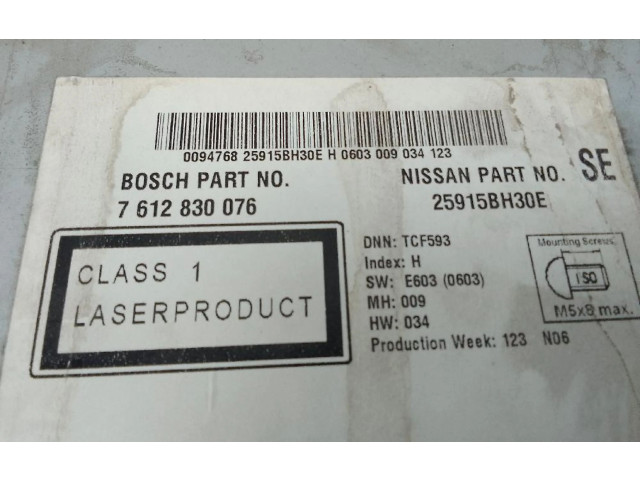 0094768 25915BH30E H 0603 009 034 123
BOSCH PART NO.
7 612 830 076
NISSAN PART NO.
25915BH30E
SE
CLASS 1
LASERPRODUCT
DNN: TCF593
Index: H
SW: E603 (0603)
MH: 009
HW: 034
Production Week: 123 N06
Mounting Screws
ISO
M5x8 max.